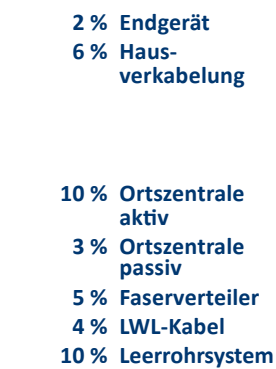 2 % Endgerät
6 % Haus-
verkabelung
10 % Ortszentrale
aktiv
3 % Ortszentrale
passiv
5 % Faserverteiler
4 % LWL-Kabel
10 % Leerrohrsystem